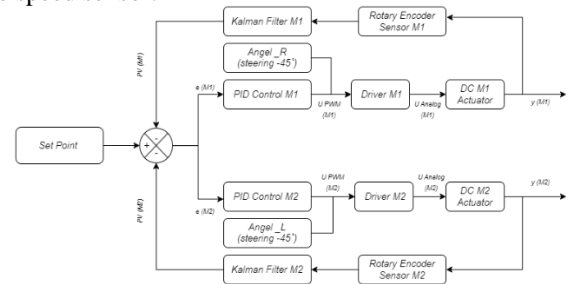 speed sensor.
Kalman Filter M1
Rotary Encoder
Sensor M1
PV (M1)
Angel _R
(steering -45°)
e (M1)
PID Control M1
U PWM
(M1)
Driver M1
U Analog
(M1)
DC M1
Actuator
y (M1)
Set Point
+
-
-
PV (M2)
e (M2)
PID Control M2
U PWM
(M2)
Driver M2
U Analog
(M2)
DC M2
Actuator
y (M2)
Angel _L
(steering -45°)
Kalman Filter M2
Rotary Encoder
Sensor M2